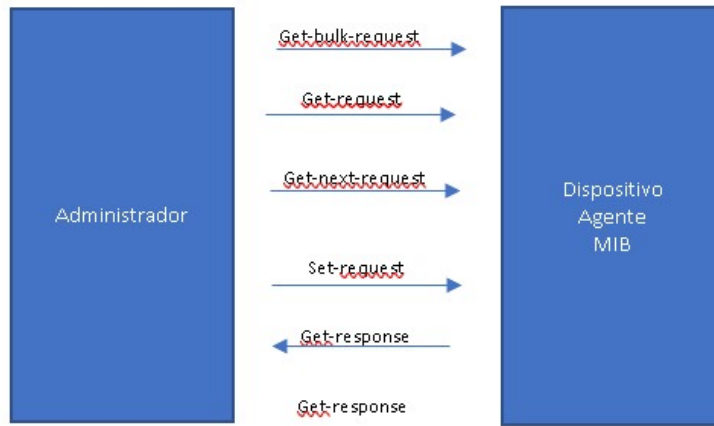 Get-bulk-request
Get-request
Get-next-request
Administrador
Dispositivo
Agente
MIB
Set-request
Get-response
Get-response